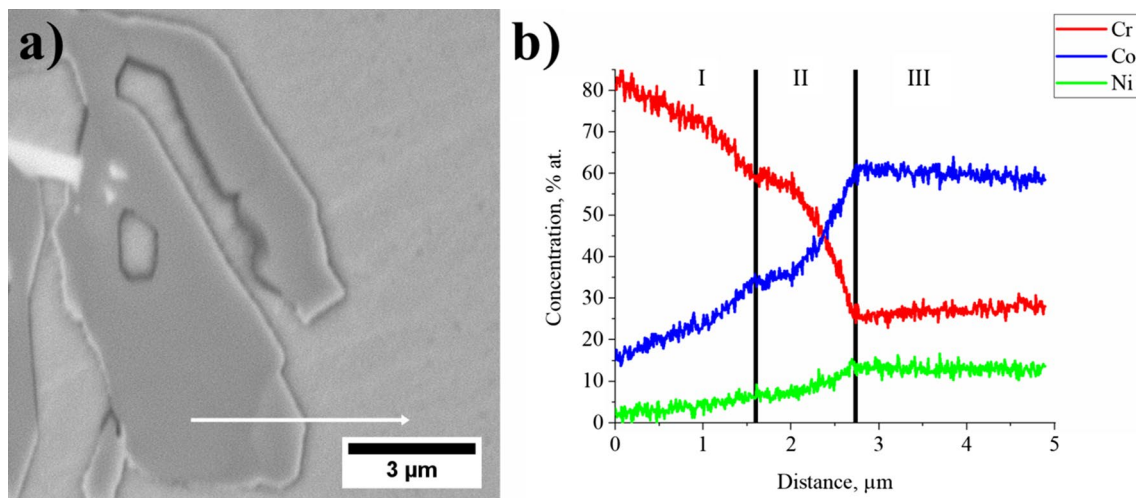 a)
3 µm
b)
Cr
Co
Ni
I II III
Concentration, % at.
80
70
60
50
40
30
20
10
0
0 1 2 3 4 5
Distance, µm